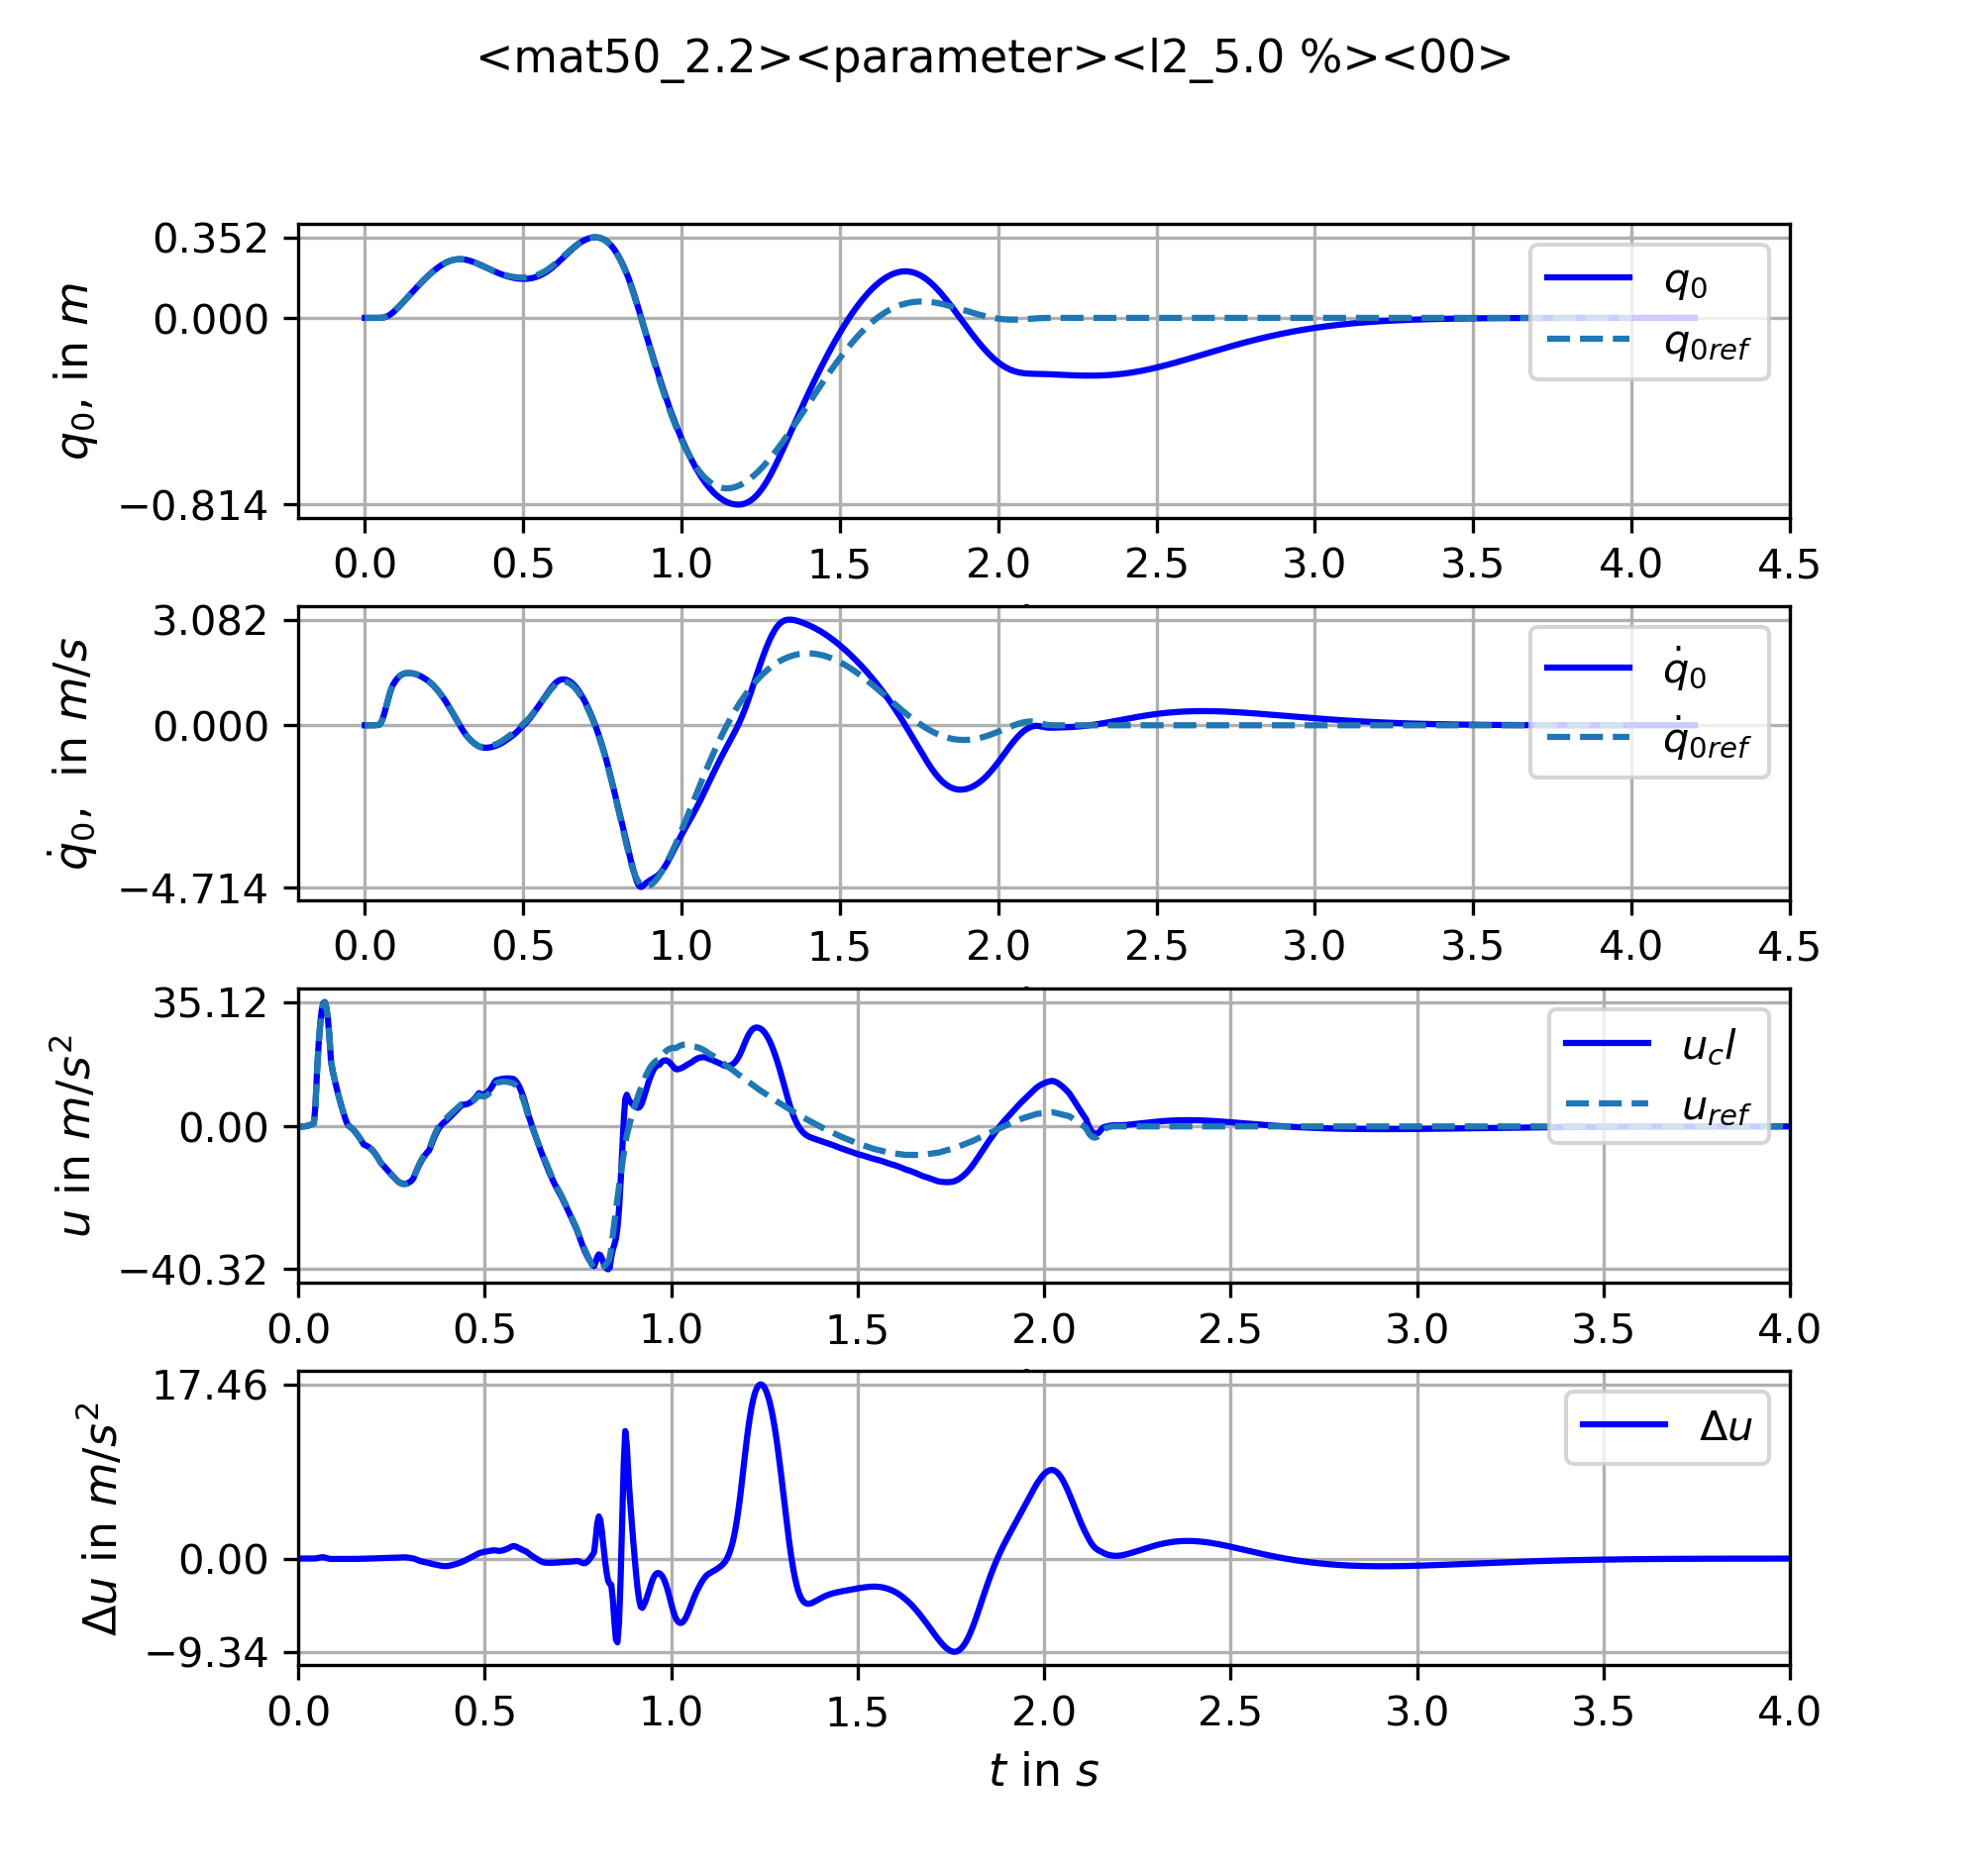 <mat50_2.2><parameter><l2_5.0 %><00>
q₀, in m
0.352
0.000
−0.814
q₀
q₀ref
0.0 0.5 1.0 1.5 2.0 2.5 3.0 3.5 4.0 4.5
q̇₀, in m/s
3.082
0.000
−4.714
q̇₀
q̇₀ref
0.0 0.5 1.0 1.5 2.0 2.5 3.0 3.5 4.0 4.5
u in m/s²
35.12
0.00
−40.32
u_cl
u_ref
0.0 0.5 1.0 1.5 2.0 2.5 3.0 3.5 4.0
Δu in m/s²
17.46
0.00
−9.34
Δu
0.0 0.5 1.0 1.5 2.0 2.5 3.0 3.5 4.0
t in s